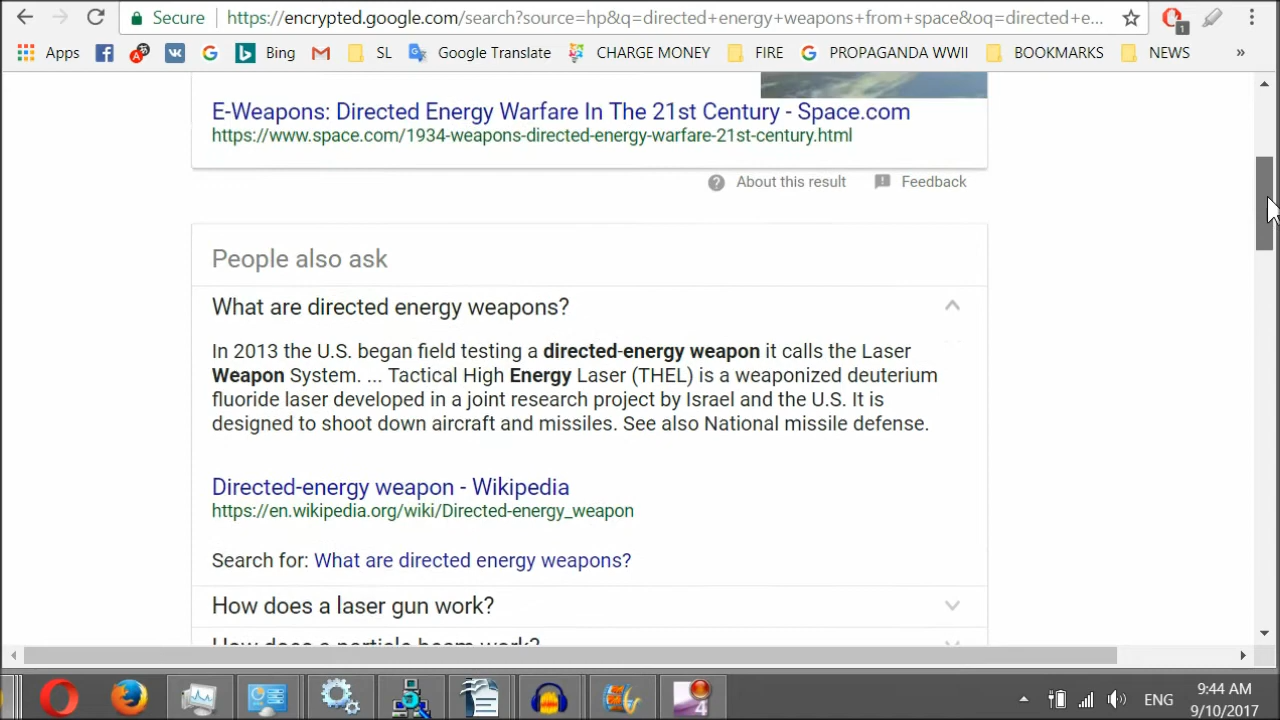 Secure https://encrypted.google.com/search?source=hp&q=directed+energy+weapons+from+space&oq=directed+e... 1
Apps Bing SL Google Translate CHARGE MONEY FIRE PROPAGANDA WWII BOOKMARKS NEWS »
E-Weapons: Directed Energy Warfare In The 21st Century - Space.com
https://www.space.com/1934-weapons-directed-energy-warfare-21st-century.html
About this result Feedback
People also ask
What are directed energy weapons?
In 2013 the U.S. began field testing a directed-energy weapon it calls the Laser
Weapon System. ... Tactical High Energy Laser (THEL) is a weaponized deuterium
fluoride laser developed in a joint research project by Israel and the U.S. It is
designed to shoot down aircraft and missiles. See also National missile defense.
Directed-energy weapon - Wikipedia
https://en.wikipedia.org/wiki/Directed-energy_weapon
Search for: What are directed energy weapons?
How does a laser gun work?
How does a particle beam work?
ENG 9:44 AM
9/10/2017